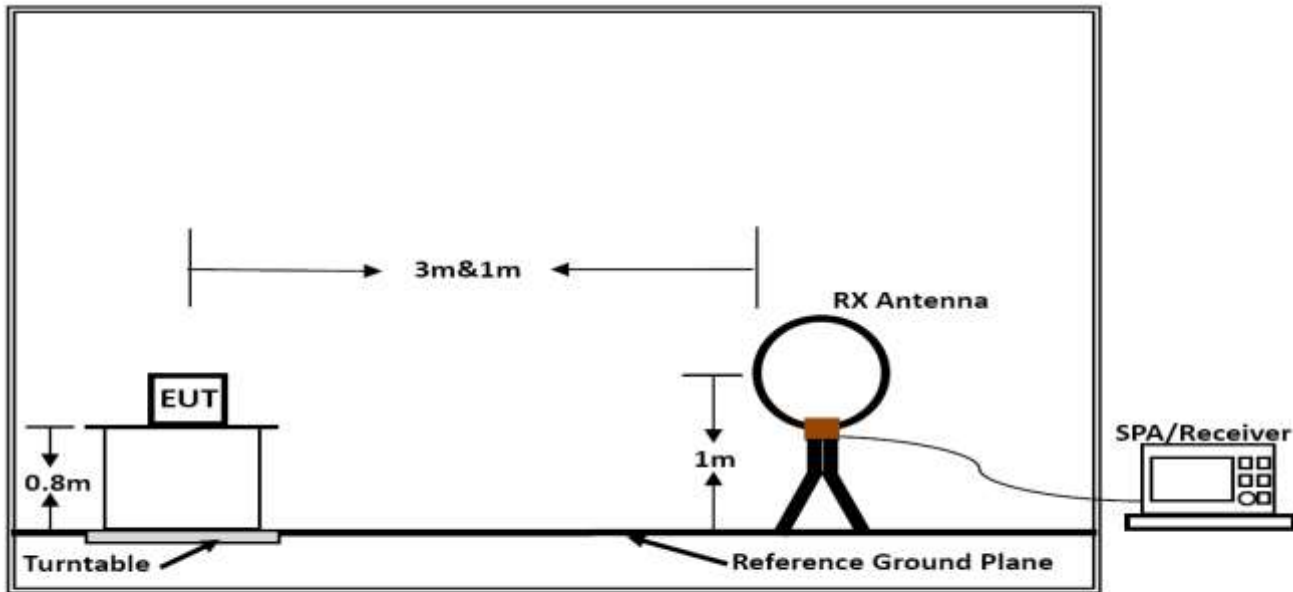 3m&1m
RX Antenna
EUT
SPA/Receiver
1m
0.8m
Turntable
Reference Ground Plane